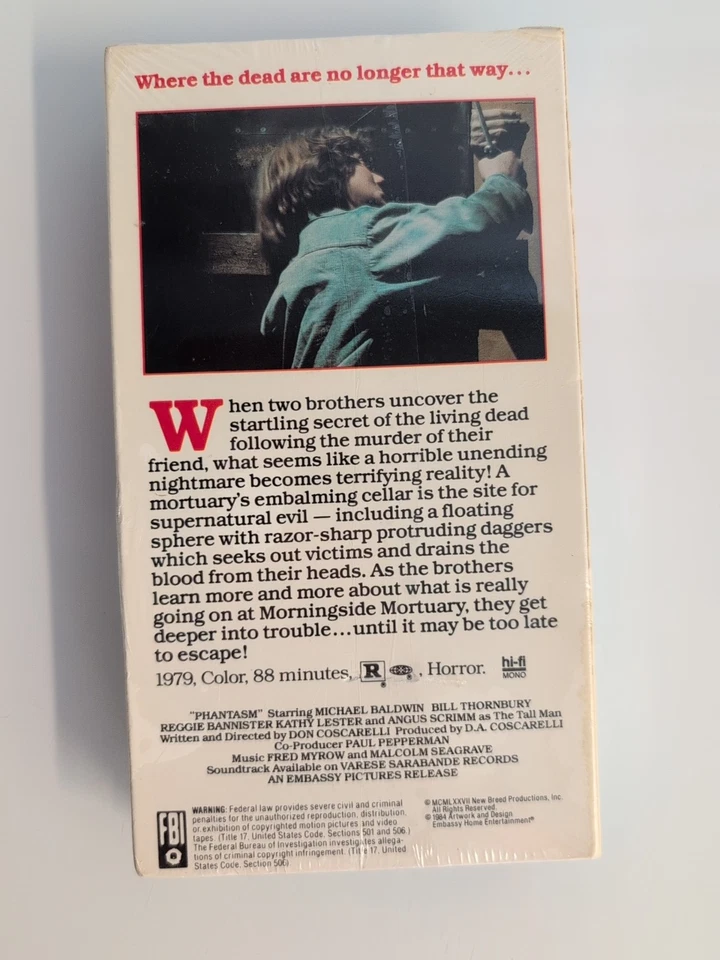 Where the dead are no longer that way...
When two brothers uncover the
startling secret of the living dead
following the murder of their
friend, what seems like a horrible unending
nightmare becomes terrifying reality! A
mortuary's embalming cellar is the site for
supernatural evil — including a floating
sphere with razor-sharp protruding daggers
which seeks out victims and drains the
blood from their heads. As the brothers
learn more and more about what is really
going on at Morningside Mortuary, they get
deeper into trouble...until it may be too late
to escape!
1979, Color, 88 minutes, R ® , Horror. hi-fi
MONO
"PHANTASM" Starring MICHAEL BALDWIN BILL THORNBURY
REGGIE BANNISTER KATHY LESTER and ANGUS SCRIMM as The Tall Man
Written and Directed by DON COSCARELLI Produced by D.A. COSCARELLI
Co-Producer PAUL PEPPERMAN
Music FRED MYROW and MALCOLM SEAGRAVE
Soundtrack Available on VARESE SARABANDE RECORDS
AN EMBASSY PICTURES RELEASE
FBI
WARNING: Federal law provides severe civil and criminal
penalties for the unauthorized reproduction, distribution,
or exhibition of copyrighted motion pictures and video
tapes. (Title 17, United States Code, Sections 501 and 506.)
The Federal Bureau of Investigation investigates allega-
tions of criminal copyright infringement. (Title 17, United
States Code, Section 506).
© MCMLXXVII New Breed Productions, Inc.
All Rights Reserved.
© 1984 Artwork and Design
Embassy Home Entertainment®